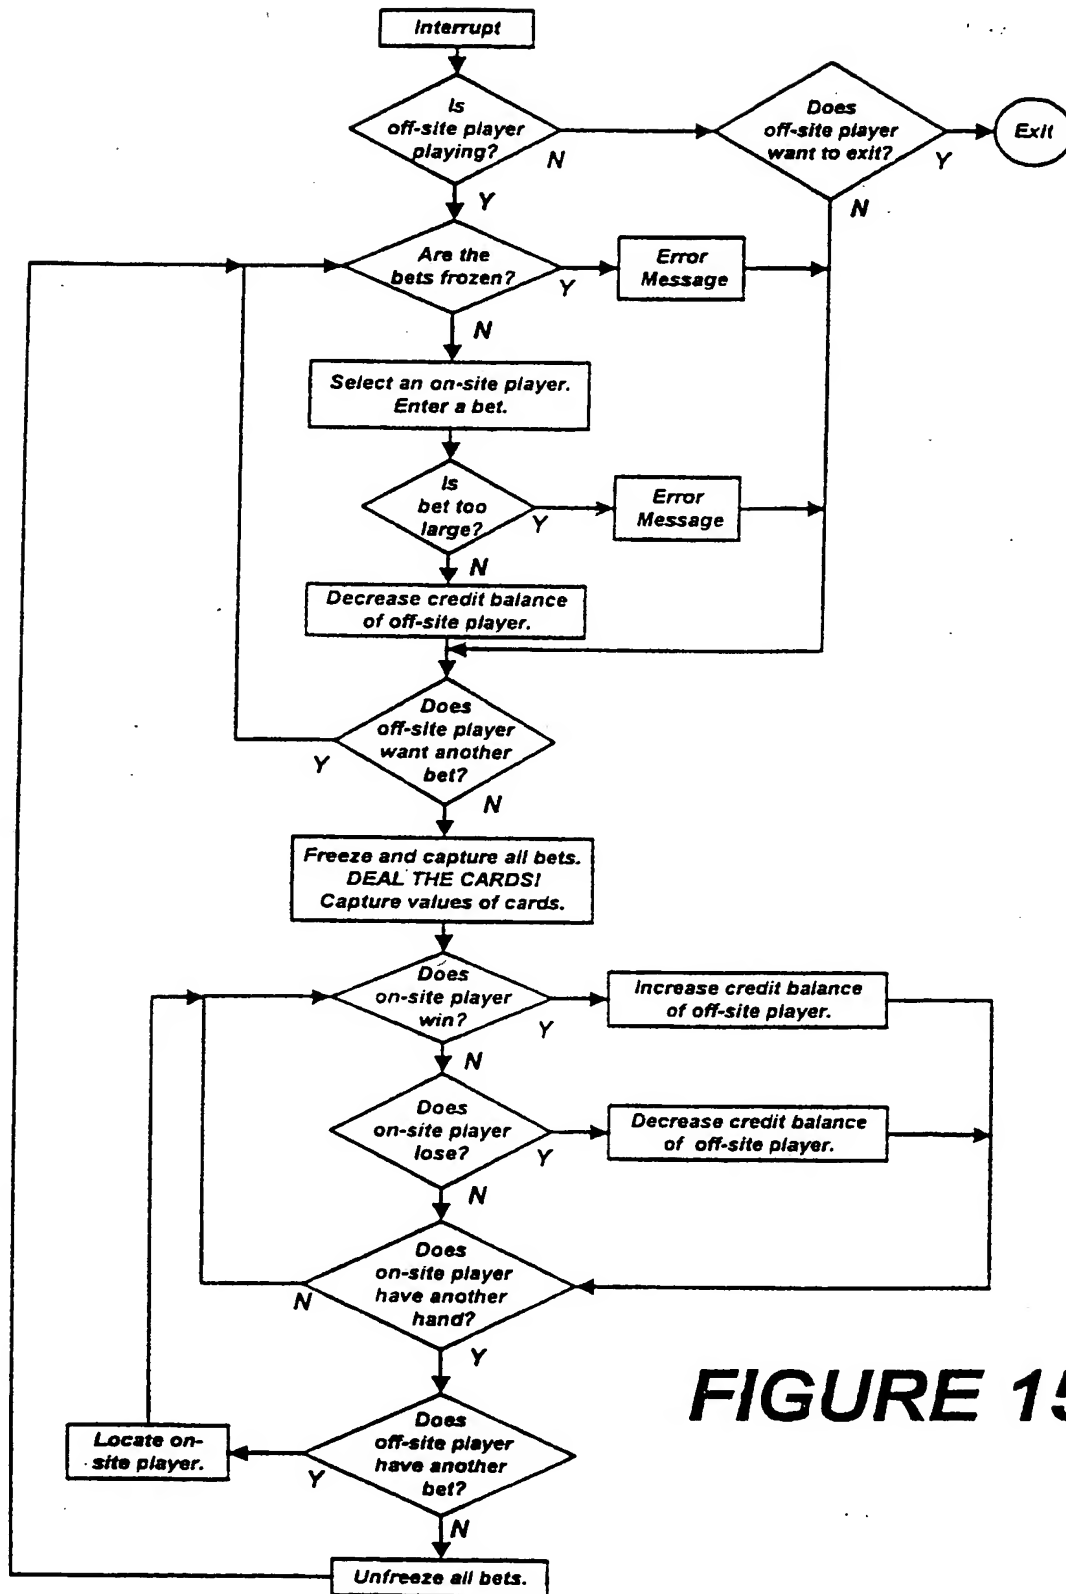 Interrupt
Is
off-site player
playing?
N
Y
Does
off-site player
want to exit?
Y
N
Exit
Are the
bets frozen?
Y
N
Error
Message
Select an on-site player.
Enter a bet.
Is
bet too
large?
Y
N
Error
Message
Decrease credit balance
of off-site player.
Does
off-site player
want another
bet?
Y
N
Freeze and capture all bets.
DEAL THE CARDS!
Capture values of cards.
Does
on-site player
win?
Y
N
Increase credit balance
of off-site player.
Does
on-site player
lose?
Y
N
Decrease credit balance
of off-site player.
Does
on-site player
have another
hand?
N
Y
Does
off-site player
have another
bet?
Y
N
Locate on-
site player.
Unfreeze all bets.
FIGURE 15